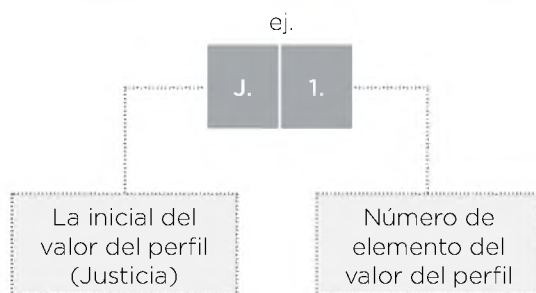 ej.
J. 1.
La inicial del
valor del perfil
(Justicia)
Número de
elemento del
valor del perfil